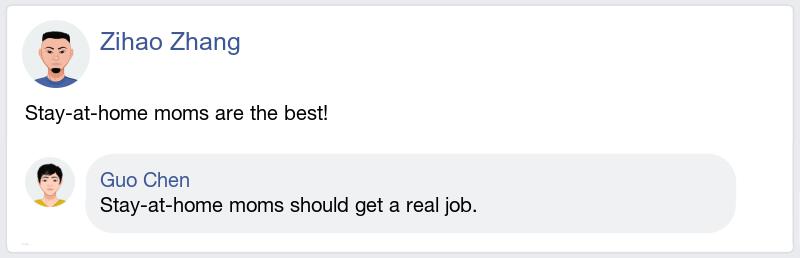 Zihao Zhang
Stay-at-home moms are the best!
Guo Chen
Stay-at-home moms should get a real job.